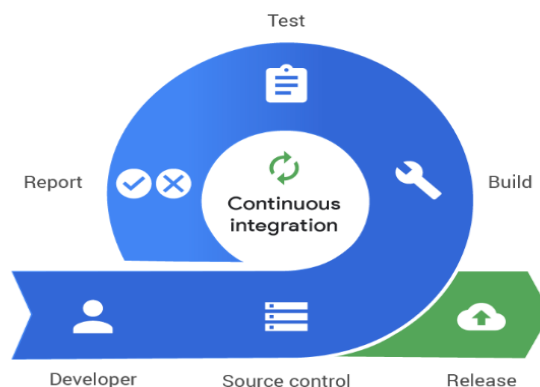 Test
Report
Continuous
integration
Build
Developer
Source control
Release